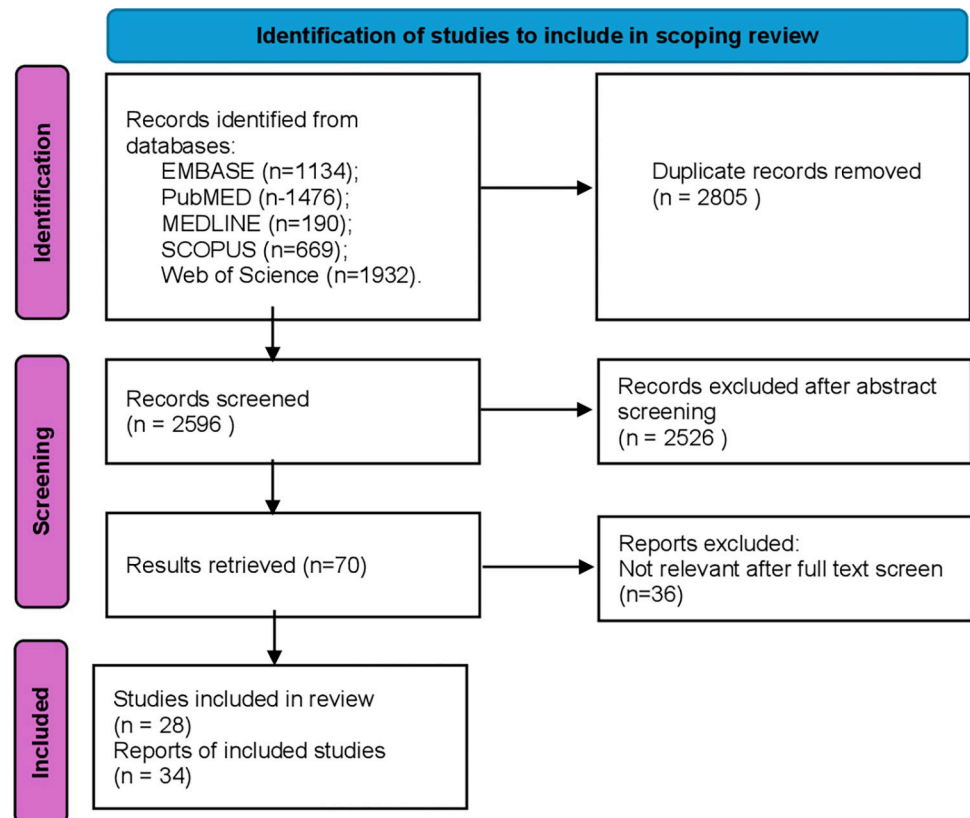 Identification of studies to include in scoping review
Identification
Records identified from
databases:
EMBASE (n=1134);
PubMED (n-1476);
MEDLINE (n=190);
SCOPUS (n=669);
Web of Science (n=1932).
Duplicate records removed
(n = 2805 )
Screening
Records screened
(n = 2596 )
Records excluded after abstract
screening
(n = 2526 )
Results retrieved (n=70)
Reports excluded:
Not relevant after full text screen
(n=36)
Included
Studies included in review
(n = 28)
Reports of included studies
(n = 34)